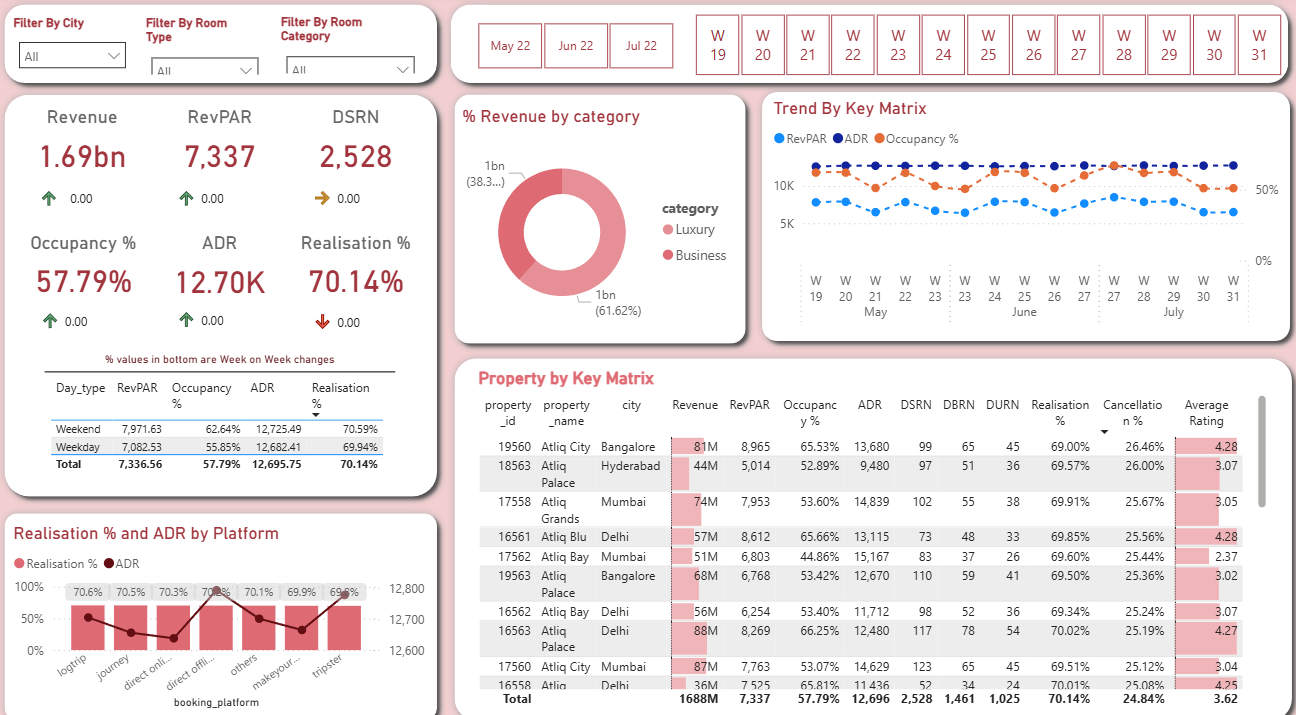 Filter By City
All
Filter By Room
Type
All
Filter By Room
Category
All
May 22
Jun 22
Jul 22
W
19
W
20
W
21
W
22
W
23
W
24
W
25
W
26
W
27
W
28
W
29
W
30
W
31
Revenue
RevPAR
DSRN
1.69bn
7,337
2,528
0.00
0.00
0.00
Occupancy %
ADR
Realisation %
57.79%
12.70K
70.14%
0.00
0.00
0.00
% values in bottom are Week on Week changes
Day_type RevPAR Occupancy % ADR Realisation %
Weekend 7,971.63 62.64% 12,725.49 70.59%
Weekday 7,082.53 55.85% 12,682.41 69.94%
Total 7,336.56 57.79% 12,695.75 70.14%
% Revenue by category
1bn
(38.3...)
1bn
(61.62%)
category
Luxury
Business
Trend By Key Matrix
RevPAR ADR Occupancy %
10K
5K
50%
0%
W
19
W
20
W
21
W
22
W
23
W
23
W
24
W
25
W
26
W
27
W
27
W
28
W
29
W
30
W
31
May
June
July
Realisation % and ADR by Platform
Realisation % ADR
100%
50%
0%
70.6% 70.5% 70.3% 70.1% 69.9%
12,800
12,700
12,600
logtrip
journey
direct onli...
direct offli...
others
makeyour...
tripster
booking_platform
Property by Key Matrix
property_id property_name city Revenue RevPAR Occupancy % ADR DSRN DBRN DURN Realisation % Cancellation % Average Rating
19560 Atliq City Bangalore 81M 8,965 65.53% 13,680 99 65 45 69.00% 26.46% 4.28
18563 Atliq Palace Hyderabad 44M 5,014 52.89% 9,480 97 51 36 69.57% 26.00% 3.07
17558 Atliq Grands Mumbai 74M 7,953 53.60% 14,839 102 55 38 69.91% 25.67% 3.05
16561 Atliq Blu Delhi 57M 8,612 65.66% 13,115 73 48 33 69.85% 25.56% 4.28
17562 Atliq Bay Mumbai 51M 6,803 44.86% 15,167 83 37 26 69.60% 25.44% 2.37
19563 Atliq Palace Bangalore 68M 6,768 53.42% 12,670 110 59 41 69.50% 25.36% 3.02
16562 Atliq Bay Delhi 56M 6,254 53.40% 11,712 98 52 36 69.34% 25.24% 3.07
16563 Atliq Palace Delhi 88M 8,269 66.25% 12,480 117 78 54 70.02% 25.19% 4.27
17560 Atliq City Mumbai 87M 7,763 53.07% 14,629 123 65 45 69.51% 25.12% 3.04
16558 Atliq Delhi 36M 7,525 65.81% 11,436 52 34 24 70.01% 25.08% 4.25
Total 1688M 7,337 57.79% 12,696 2,528 1,461 1,025 70.14% 24.84% 3.62